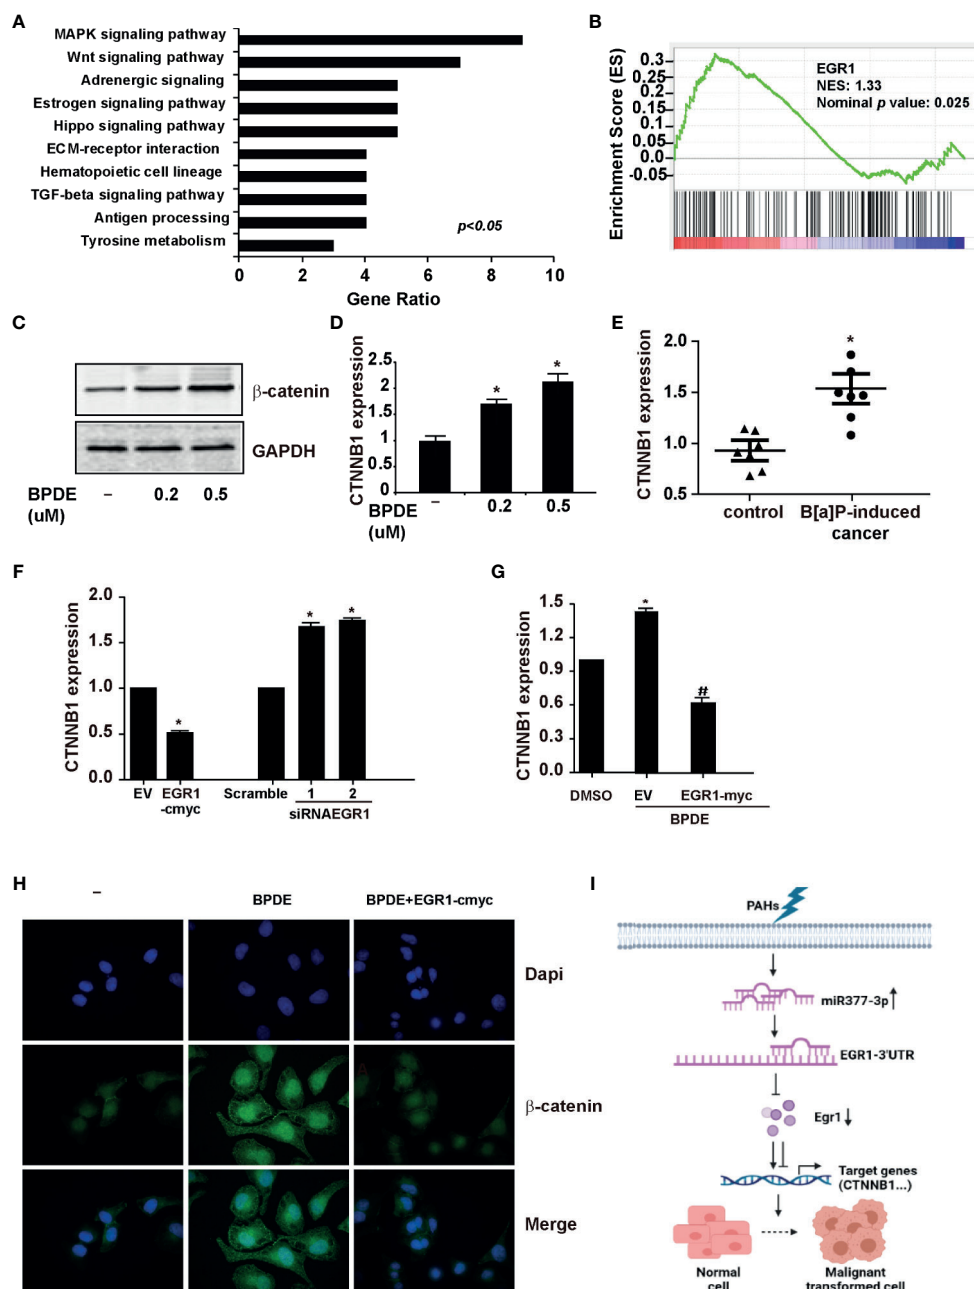 A
MAPK signaling pathway
Wnt signaling pathway
Adrenergic signaling
Estrogen signaling pathway
Hippo signaling pathway
ECM-receptor interaction
Hematopoietic cell lineage
TGF-beta signaling pathway
Antigen processing
Tyrosine metabolism
p<0.05
0 2 4 6 8 10
Gene Ratio
B
Enrichment Score (ES)
0.3
0.25
0.2
0.15
0.1
0.05
0.0
-0.05
EGR1
NES: 1.33
Nominal p value: 0.025
C
β-catenin
GAPDH
BPDE – 0.2 0.5
(uM)
D
CTNNB1 expression
2.5
2
1.5
1
0.5
0
* *
– 0.2 0.5
BPDE
(uM)
E
CTNNB1 expression
2.0
1.5
1.0
0.5
*
control B[a]P-induced
cancer
F
CTNNB1 expression
2.0
1.5
1.0
0.5
0.0
* * *
EV EGR1 Scramble 1 2
-cmyc siRNAEGR1
G
CTNNB1 expression
1.5
1.2
0.9
0.6
0.3
0.0
* #
DMSO EV EGR1-myc
BPDE
H
– BPDE BPDE+EGR1-cmyc
Dapi
β-catenin
Merge
I
PAHs
miR377-3p
EGR1-3'UTR
Egr1
Target genes
(CTNNB1...)
Normal
cell
Malignant
transformed cell